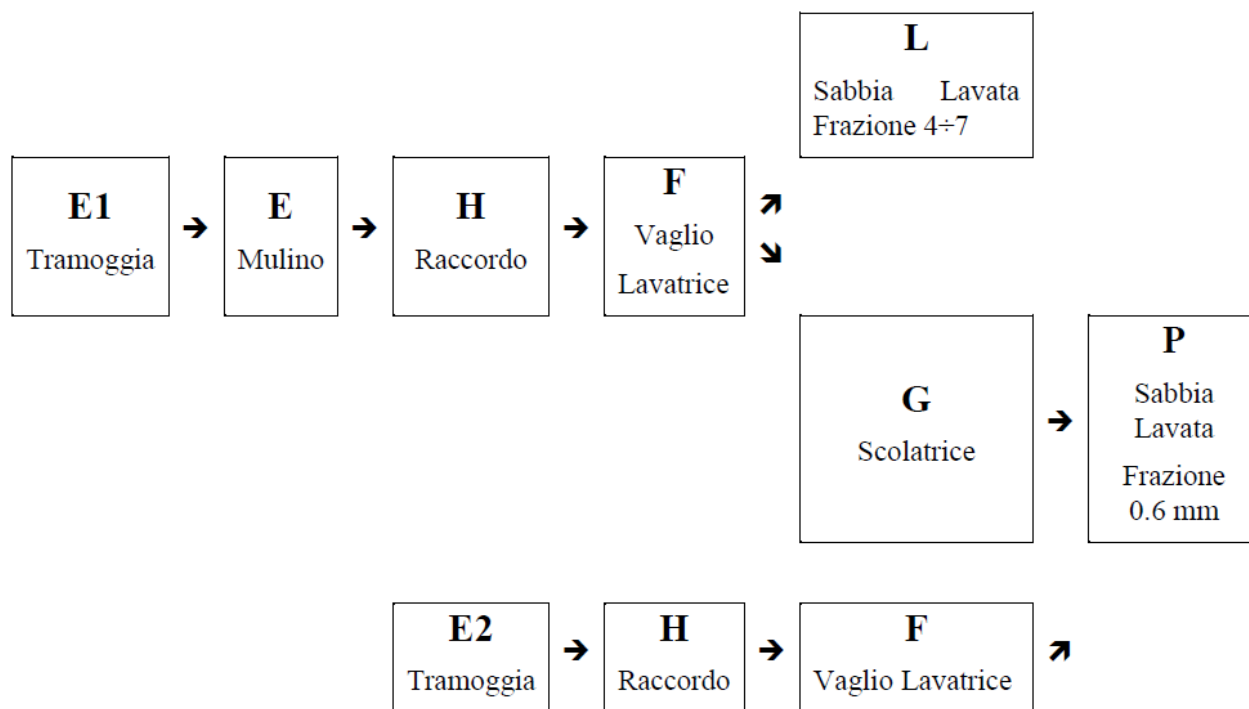 L
Sabbia Lavata
Frazione 4÷7
E1
Tramoggia
E
Mulino
H
Raccordo
F
Vaglio
Lavatrice
G
Scolatrice
P
Sabbia
Lavata
Frazione
0.6 mm
E2
Tramoggia
H
Raccordo
F
Vaglio Lavatrice